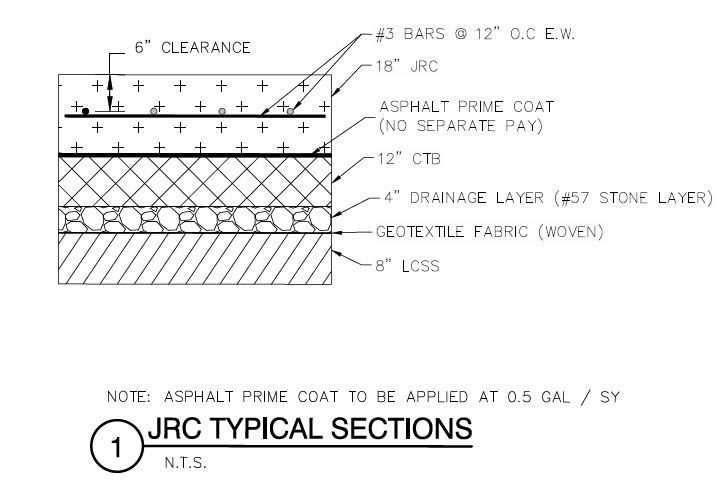 6" CLEARANCE
#3 BARS @ 12" O.C E.W.
18" JRC
ASPHALT PRIME COAT
(NO SEPARATE PAY)
12" CTB
4" DRAINAGE LAYER (#57 STONE LAYER)
GEOTEXTILE FABRIC (WOVEN)
8" LCSS
NOTE: ASPHALT PRIME COAT TO BE APPLIED AT 0.5 GAL / SY
1 JRC TYPICAL SECTIONS
N.T.S.